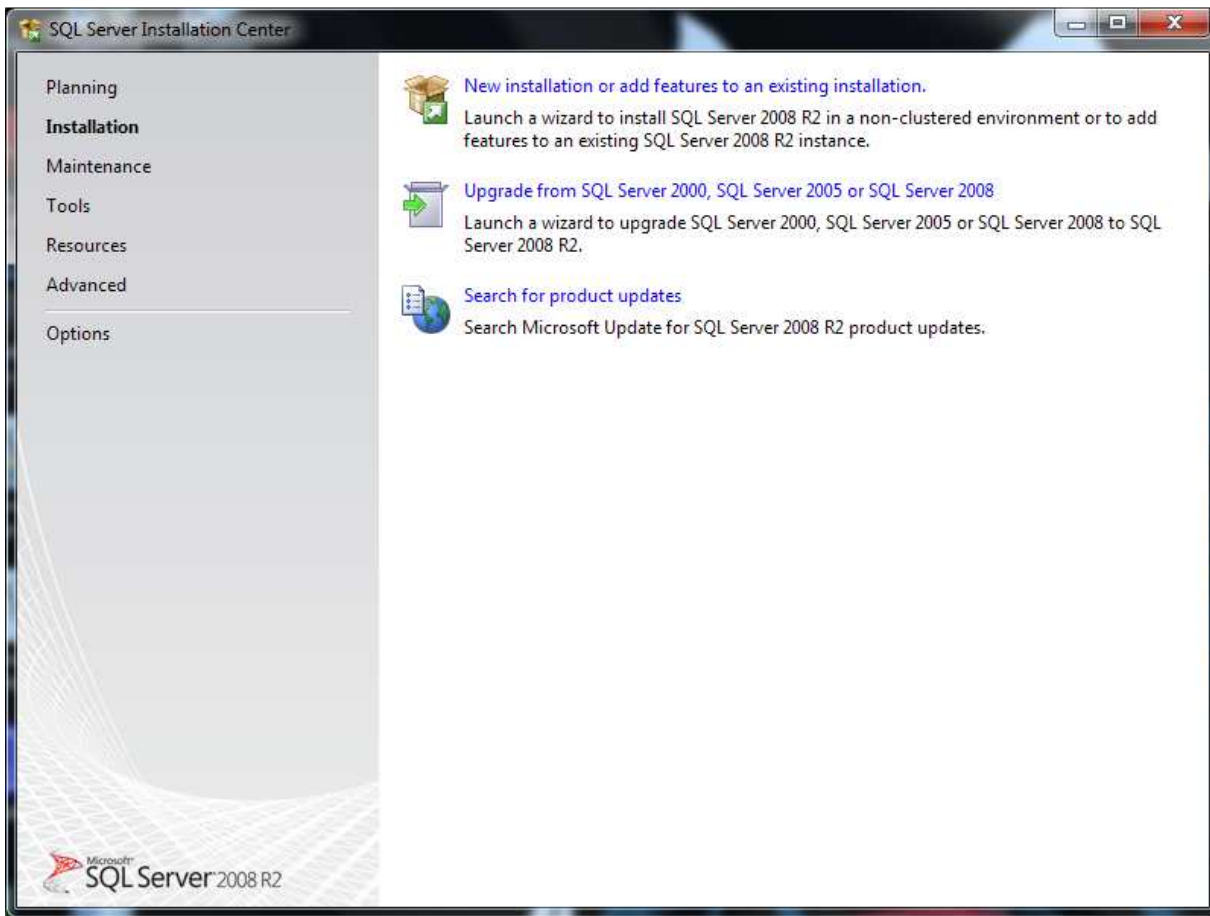 SQL Server Installation Center
Planning
Installation
Maintenance
Tools
Resources
Advanced
Options
New installation or add features to an existing installation.
Launch a wizard to install SQL Server 2008 R2 in a non-clustered environment or to add
features to an existing SQL Server 2008 R2 instance.
Upgrade from SQL Server 2000, SQL Server 2005 or SQL Server 2008
Launch a wizard to upgrade SQL Server 2000, SQL Server 2005 or SQL Server 2008 to SQL
Server 2008 R2.
Search for product updates
Search Microsoft Update for SQL Server 2008 R2 product updates.
Microsoft
SQL Server 2008 R2